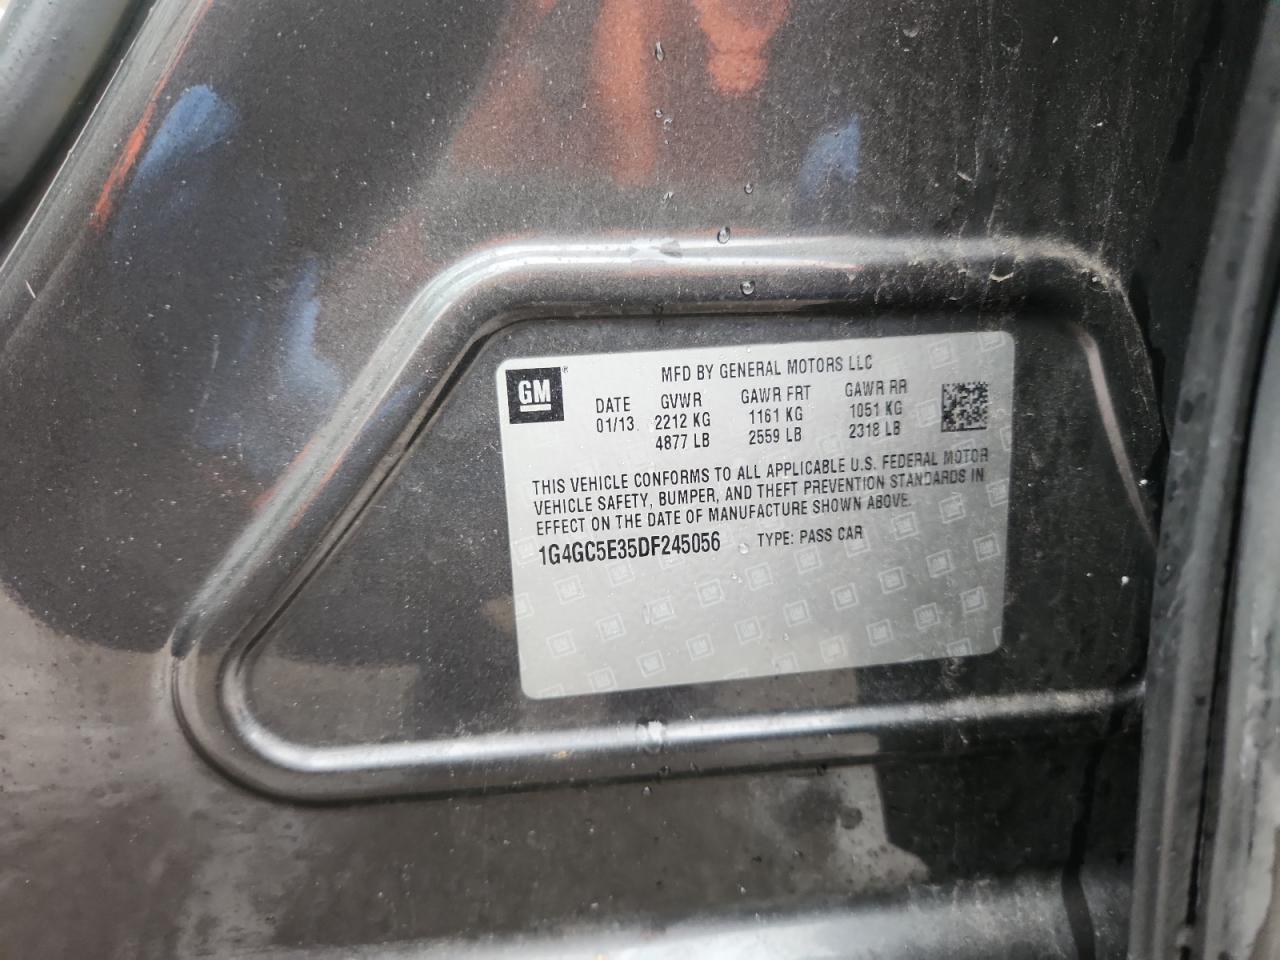 GM
MFD BY GENERAL MOTORS LLC
DATE GVWR GAWR FRT GAWR RR
01/13 2212 KG 1161 KG 1051 KG
4877 LB 2559 LB 2318 LB
THIS VEHICLE CONFORMS TO ALL APPLICABLE U.S. FEDERAL MOTOR
VEHICLE SAFETY, BUMPER, AND THEFT PREVENTION STANDARDS IN
EFFECT ON THE DATE OF MANUFACTURE SHOWN ABOVE.
1G4GC5E35DF245056 TYPE: PASS CAR